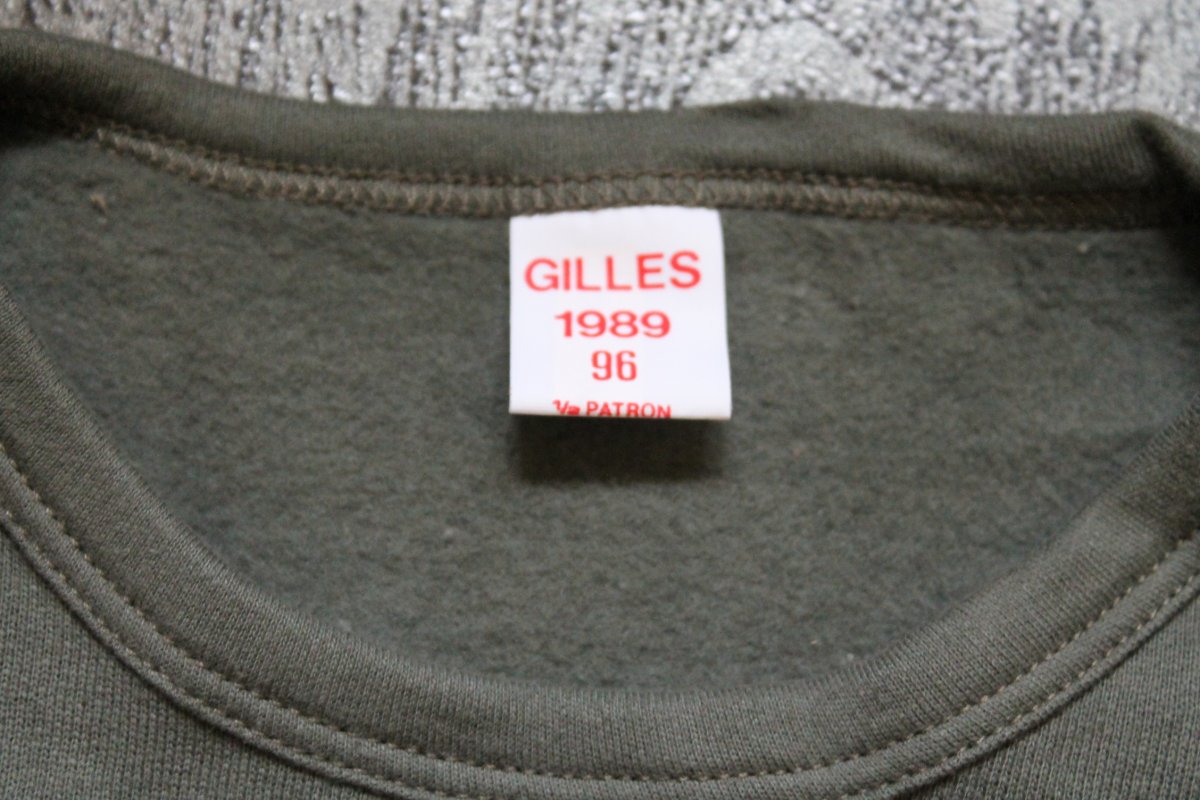 GILLES
1989
96
½ PATRON